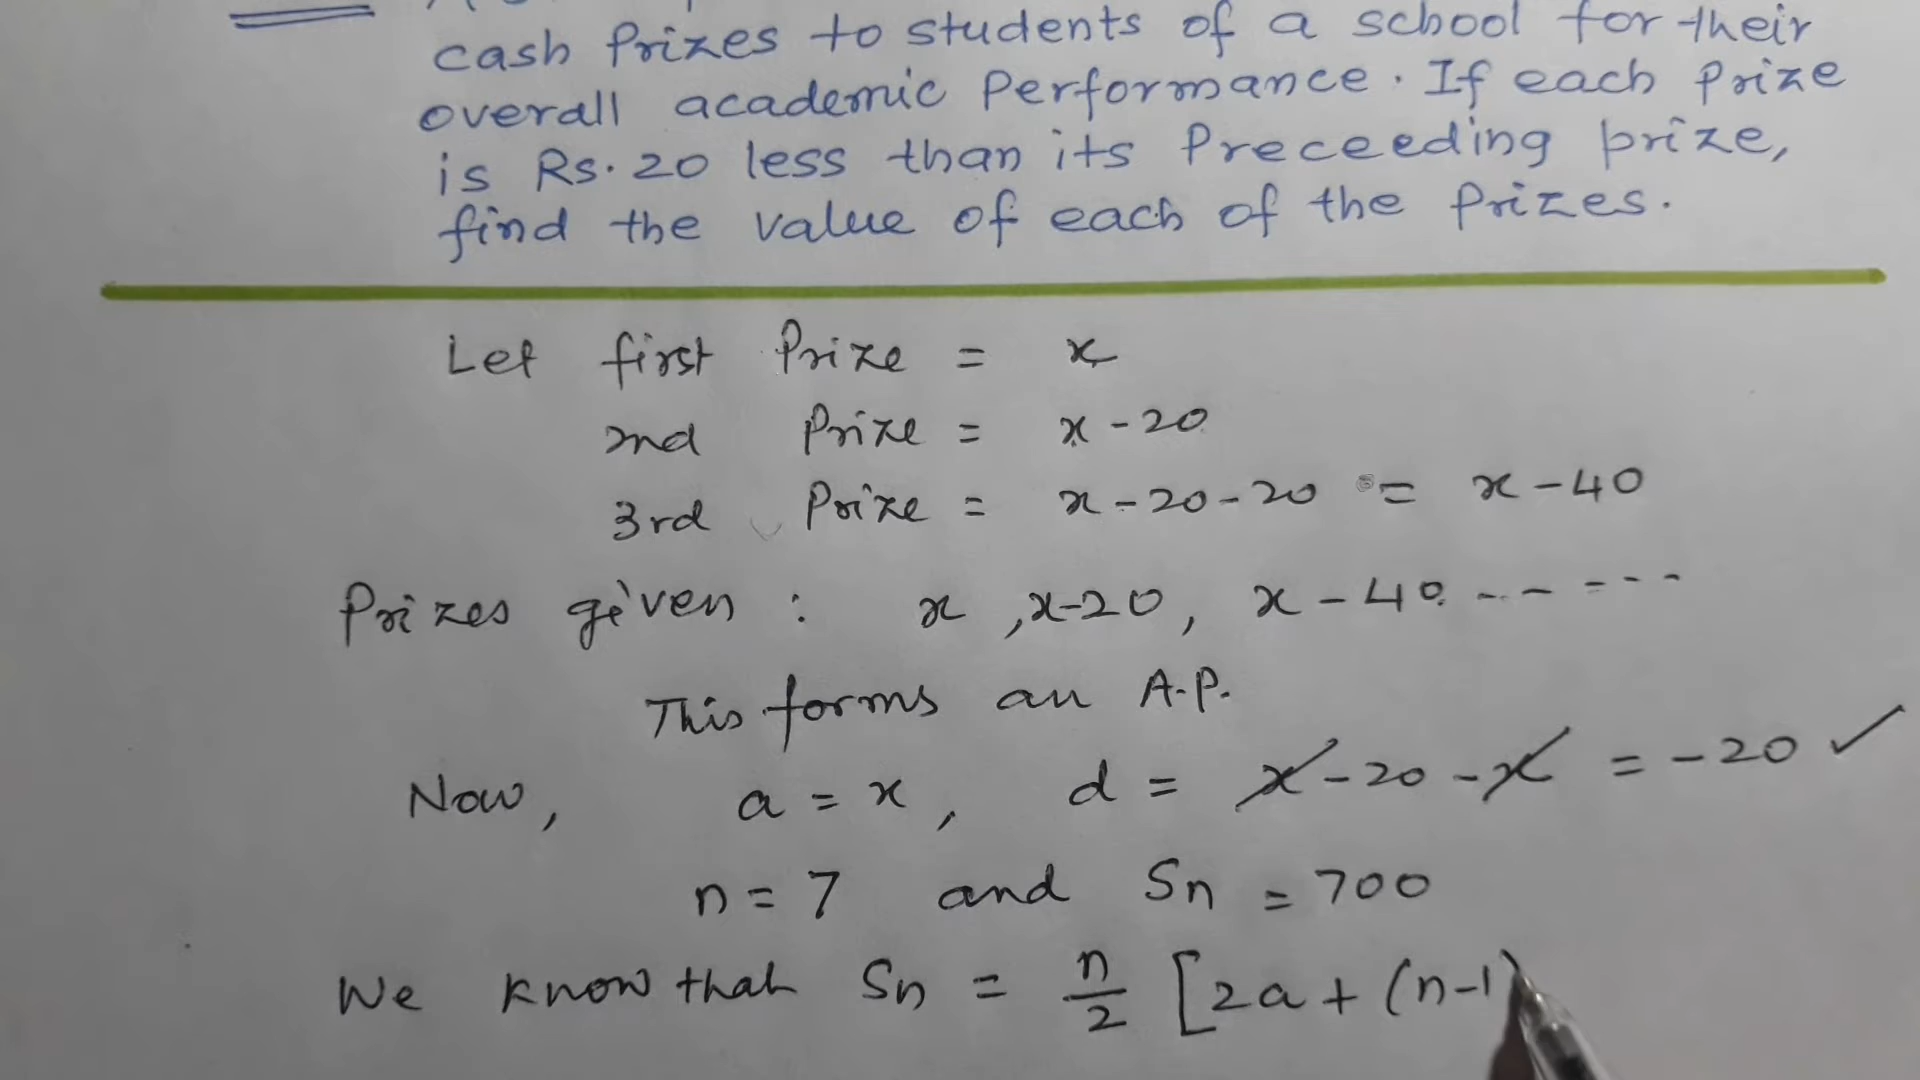 cash Prizes to students of a school for their
overall academic Performance. If each Prize
is Rs. 20 less than its Preceeding prize,
find the value of each of the Prizes.
Let first Prize = x
2nd Prize = x - 20
3rd Prize = x - 20 - 20 = x - 40
Prizes given : x , x-20, x - 40 - - - - - -
This forms an A.P.
Now, a = x , d = x - 20 - x = - 20 ✓
n = 7 and Sn = 700
We know that Sn = n/2 [2a + (n-1)